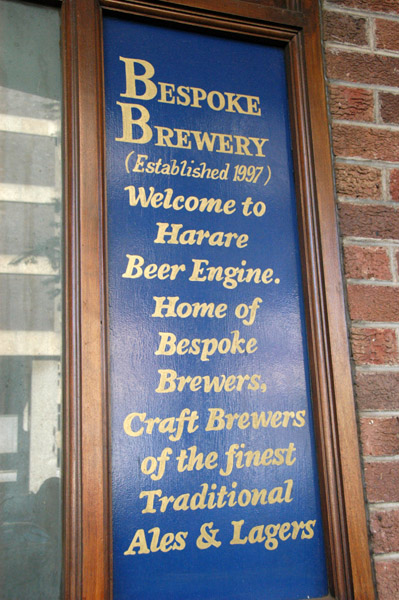 BESPOKE
BREWERY
(Established 1997)
Welcome to
Harare
Beer Engine.
Home of
Bespoke
Brewers,
Craft Brewers
of the finest
Traditional
Ales & Lagers